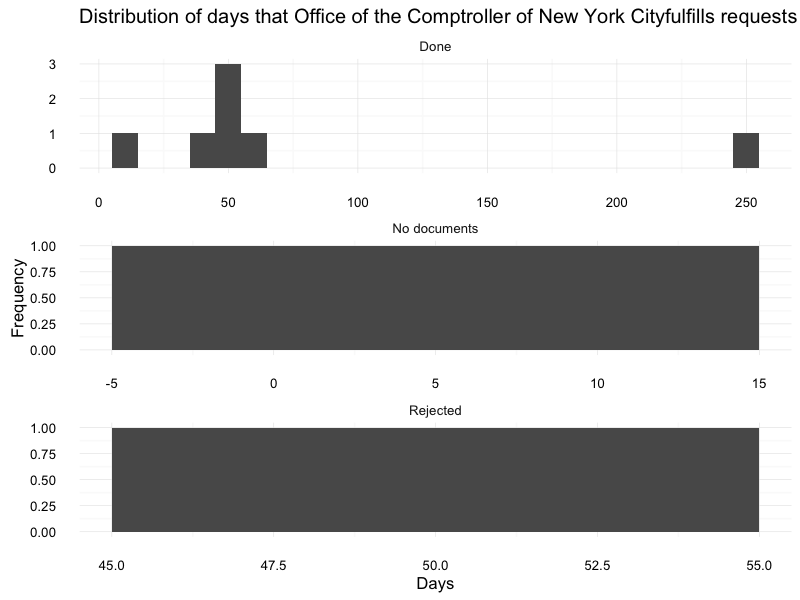 Distribution of days that Office of the Comptroller of New York Cityfulfills requests
Done
3
2
1
0
0 50 100 150 200 250
No documents
1.00
0.75
0.50
0.25
0.00
-5 0 5 10 15
Frequency
Rejected
1.00
0.75
0.50
0.25
0.00
45.0 47.5 50.0 52.5 55.0
Days